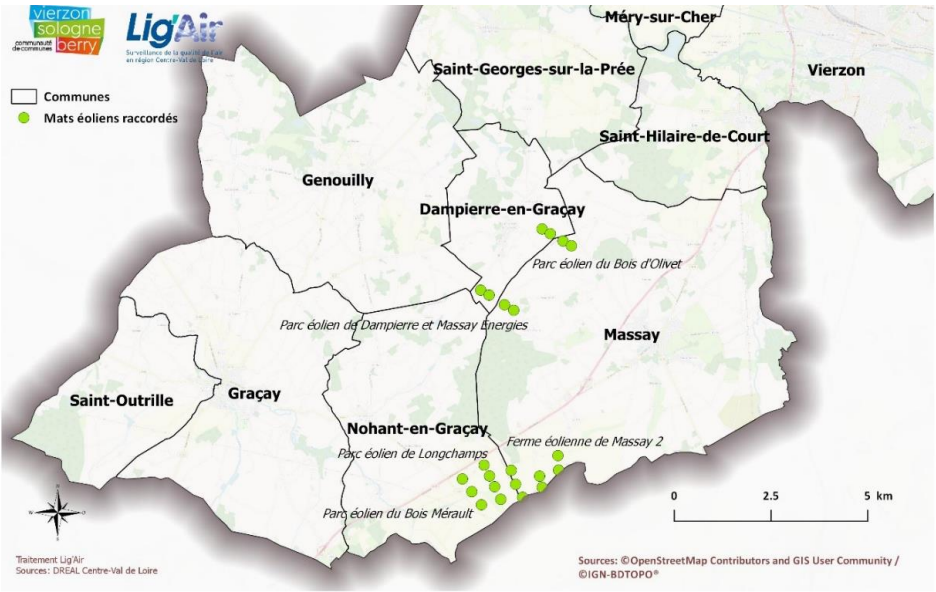 vierzon
sologne
communauté
de communes
berry
Lig'Air
Surveillance de la qualité de l'air
en région Centre-Val de Loire
Communes
Mats éoliens raccordés
Méry-sur-Cher
Saint-Georges-sur-la-Prée
Vierzon
Saint-Hilaire-de-Court
Genouilly
Dampierre-en-Graçay
Parc éolien du Bois d'Olivet
Parc éolien de Dampierre et Massay Energies
Massay
Saint-Outrille
Graçay
Nohant-en-Graçay
Ferme éolienne de Massay 2
Parc éolien de Longchamps
Parc éolien du Bois Mérault
0 2.5 5 km
N
W
O
S
Traitement Lig'Air
Sources: DREAL Centre-Val de Loire
Sources: ©OpenStreetMap Contributors and GIS User Community /
©IGN-BDTOPO®